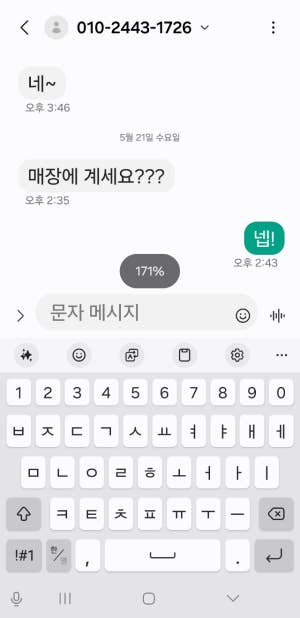 010-2443-1726
네~
오후 3:46
5월 21일 수요일
매장에 계세요???
오후 2:35
넵!
오후 2:43
171%
문자 메시지
1 2 3 4 5 6 7 8 9 0
ㅂ ㅈ ㄷ ㄱ ㅅ ㅛ ㅕ ㅑ ㅐ ㅔ
ㅁ ㄴ ㅇ ㄹ ㅎ ㅗ ㅓ ㅏ ㅣ
ㅋ ㅌ ㅊ ㅍ ㅠ ㅜ ㅡ
!#1 한/영 , .